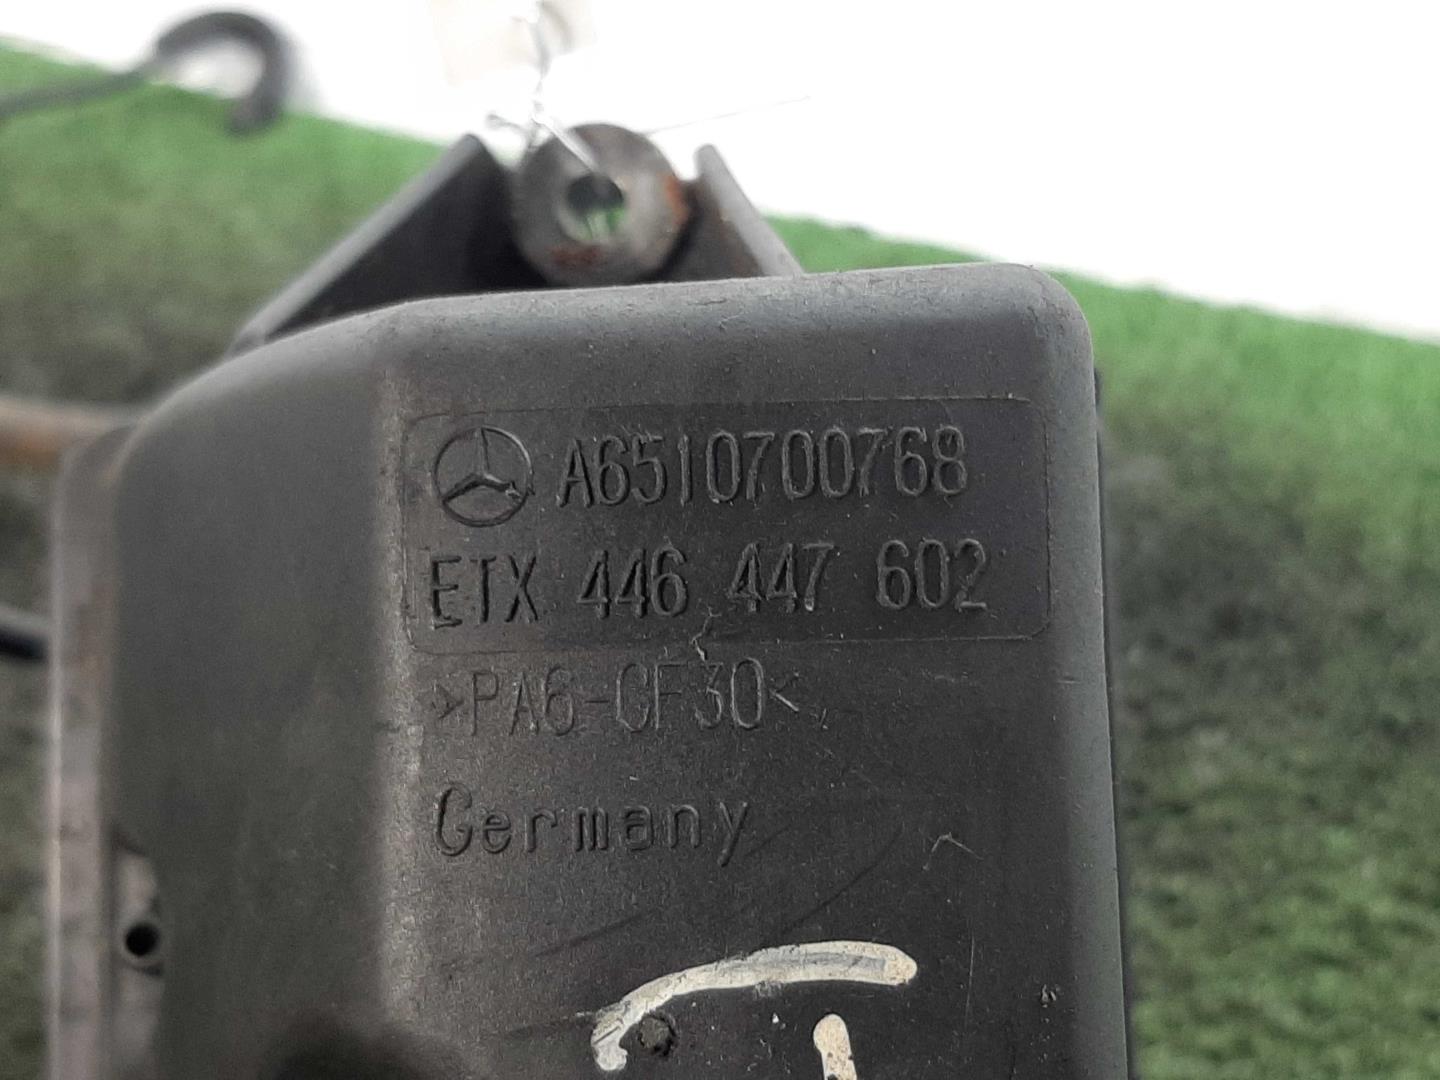 A6510700768
ETX 446 447 602
>PA6-CF30<
Germany